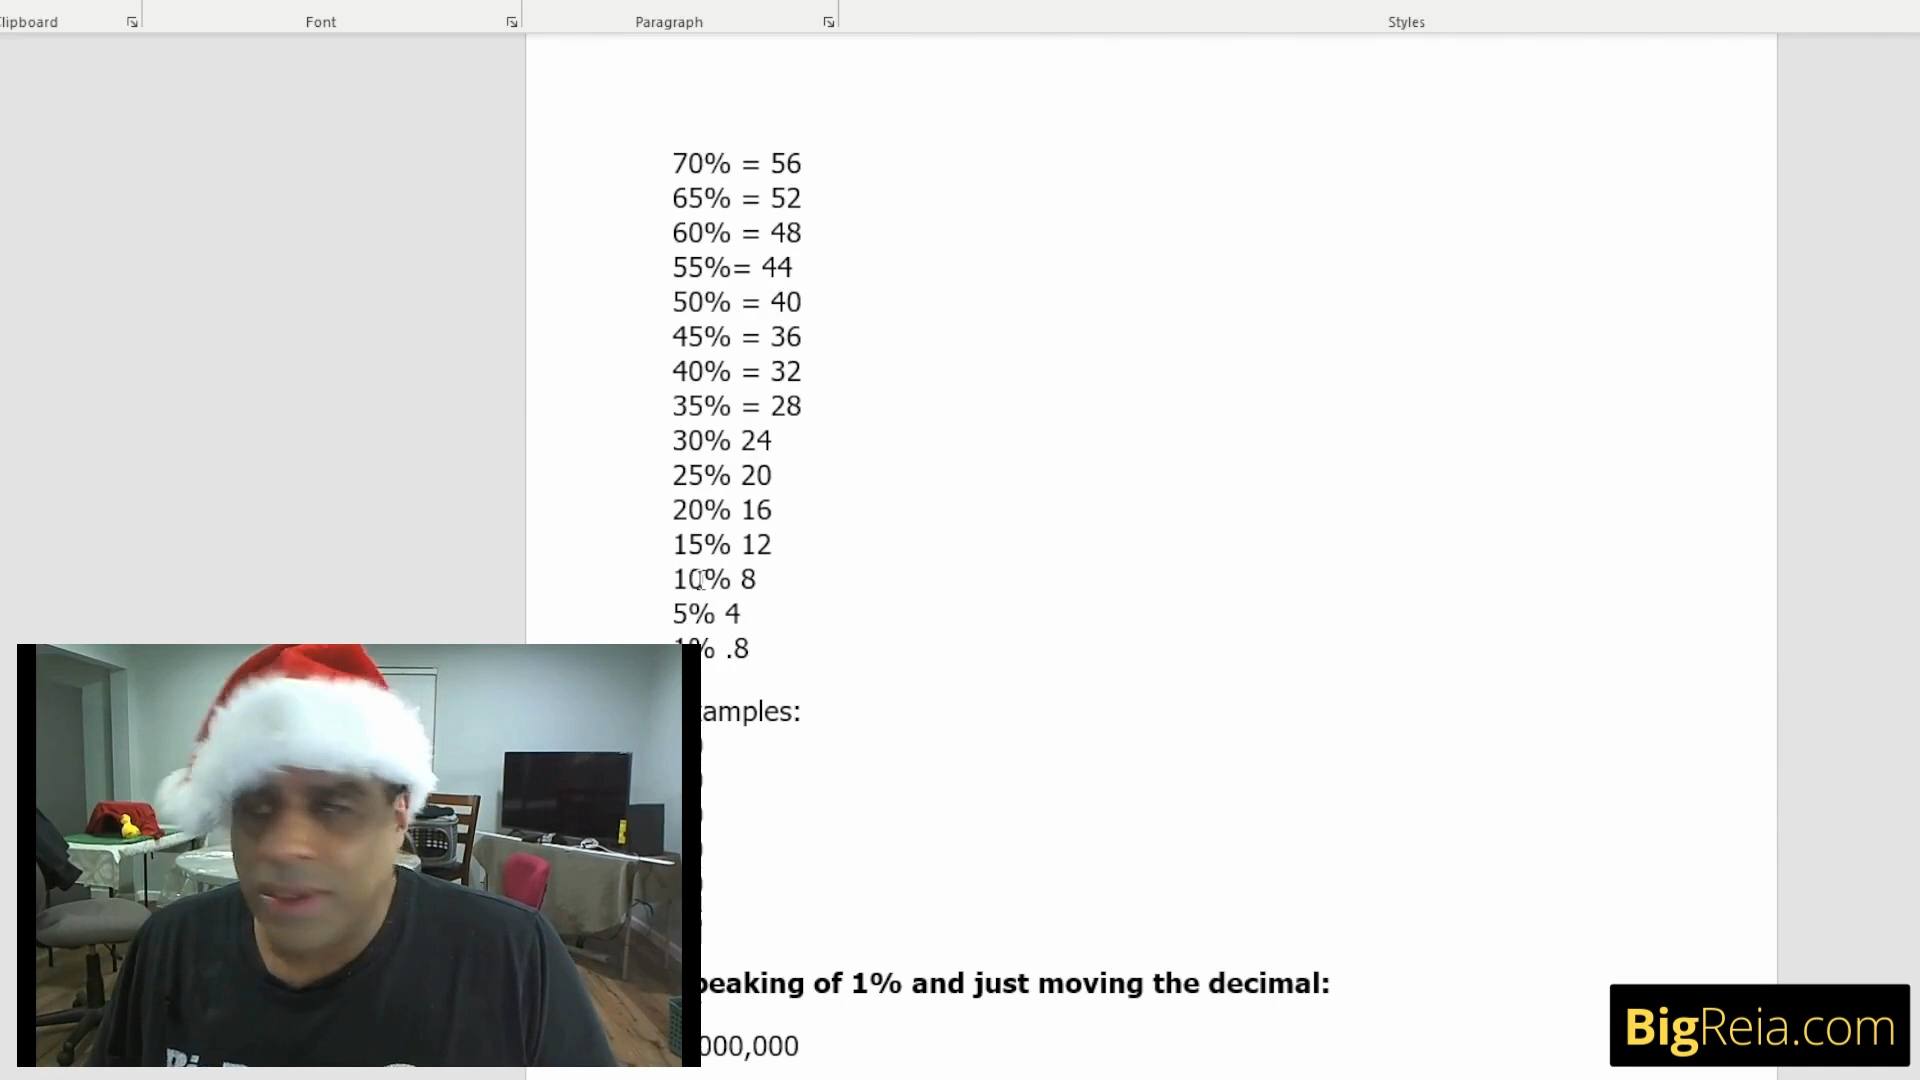 Font
Paragraph
Styles
70% = 56
65% = 52
60% = 48
55%= 44
50% = 40
45% = 36
40% = 32
35% = 28
30% 24
25% 20
20% 16
15% 12
10% 8
5% 4
1% .8
amples:
peaking of 1% and just moving the decimal:
000,000
BigReia.com